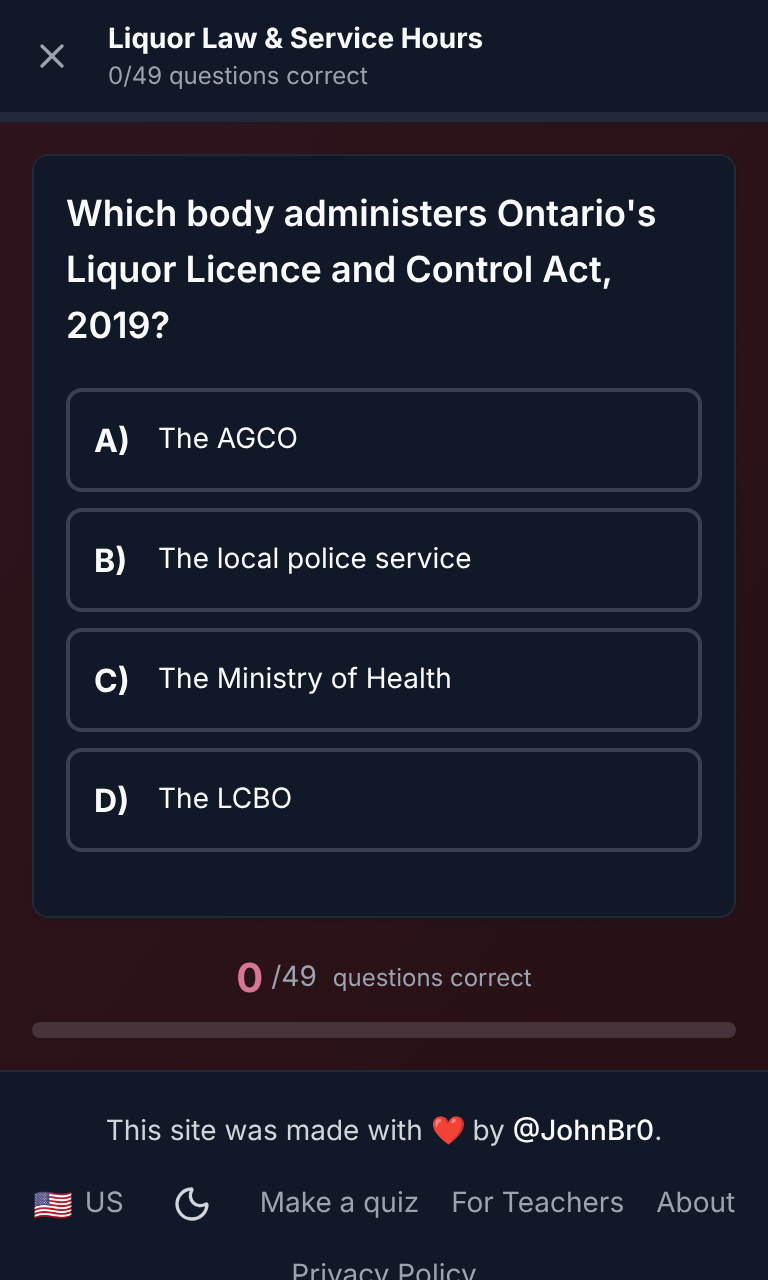 Liquor Law & Service Hours
0/49 questions correct
Which body administers Ontario's
Liquor Licence and Control Act,
2019?
A) The AGCO
B) The local police service
C) The Ministry of Health
D) The LCBO
0 /49 questions correct
This site was made with ❤️ by @JohnBr0.
🇺🇸 US Make a quiz For Teachers About
Privacy Policy